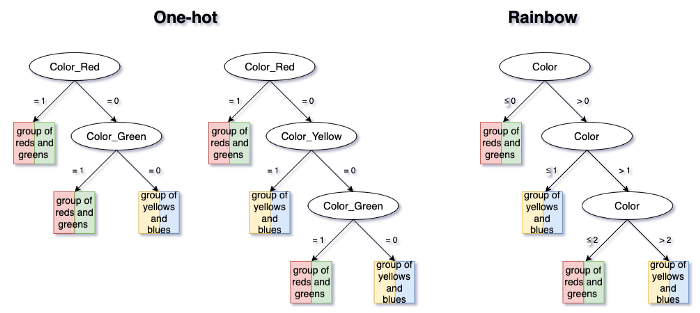 One-hot
Rainbow
Color_Red
= 1
= 0
group of
reds and
greens
Color_Green
= 1
= 0
group of
reds and
greens
group of
yellows
and
blues
Color_Red
= 1
= 0
group of
reds and
greens
Color_Yellow
= 1
= 0
group of
yellows
and
blues
Color_Green
= 1
= 0
group of
reds and
greens
group of
yellows
and
blues
Color
≤0
> 0
group of
reds and
greens
Color
≤1
> 1
group of
yellows
and
blues
Color
≤2
> 2
group of
reds and
greens
group of
yellows
and
blues